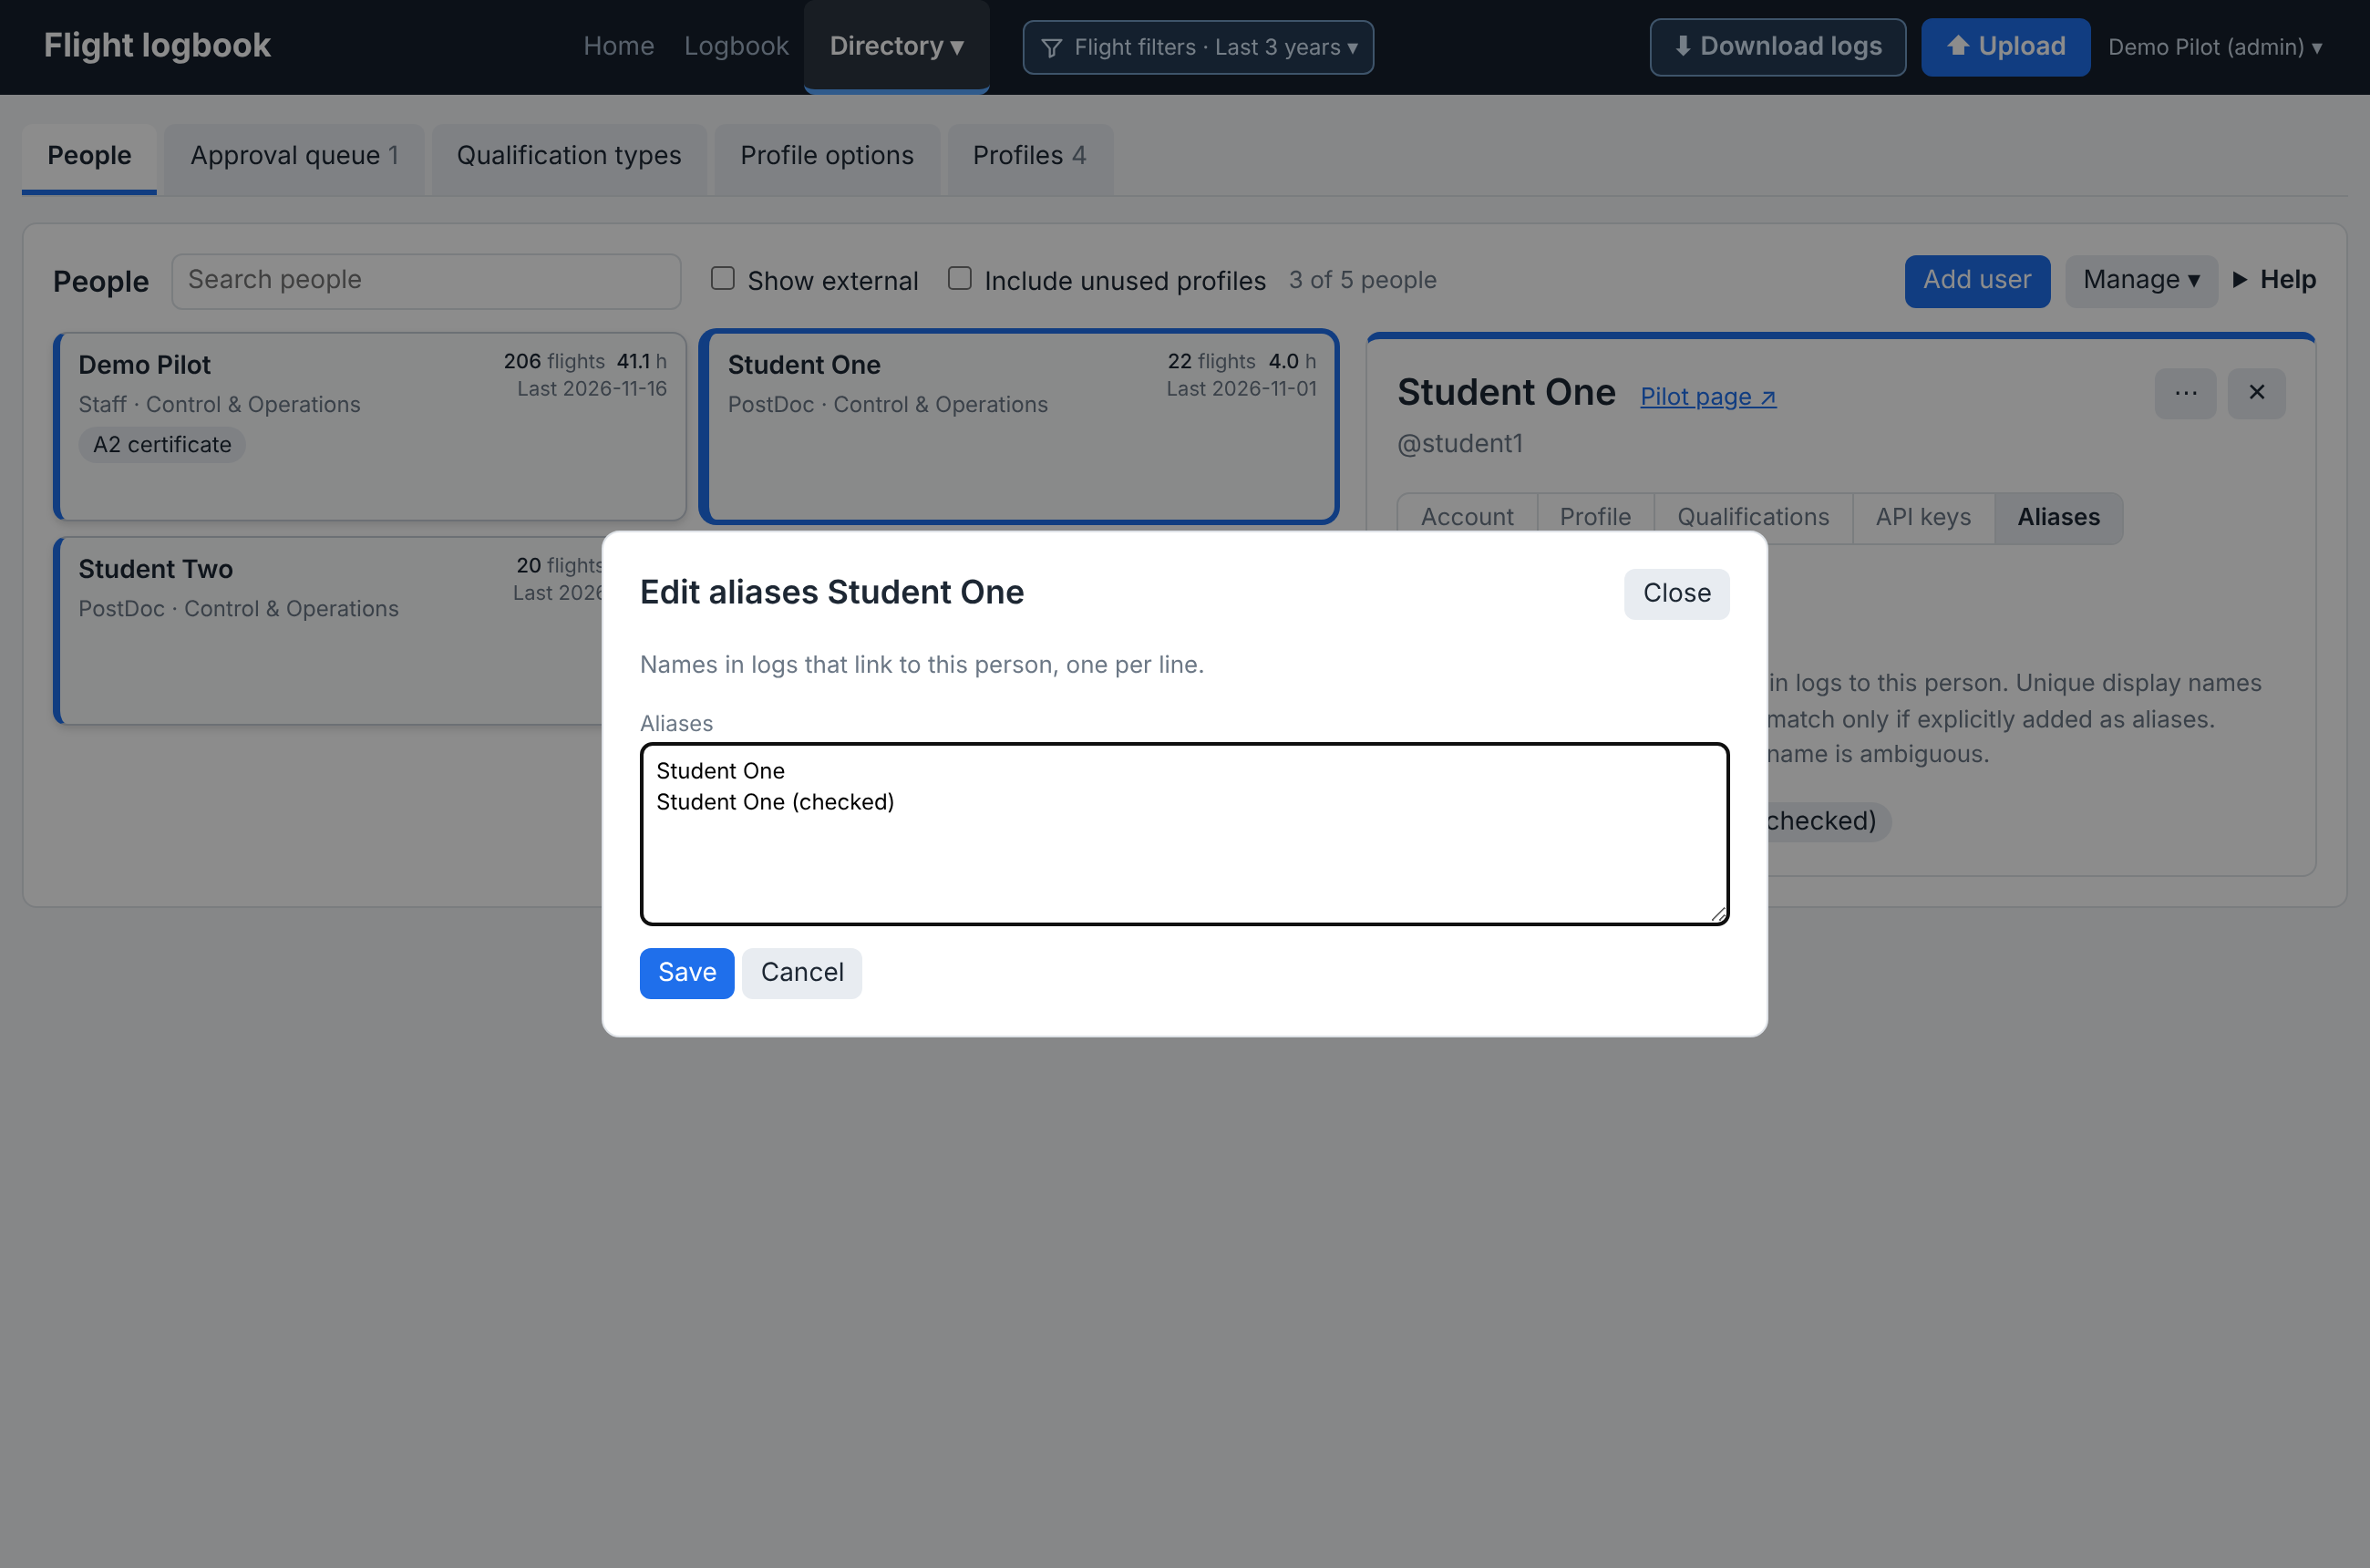 Flight logbook
Home Logbook Directory ▾ Flight filters · Last 3 years ▾ Download logs Upload Demo Pilot (admin) ▾
People Approval queue 1 Qualification types Profile options Profiles 4
People Search people Show external Include unused profiles 3 of 5 people Add user Manage ▾ ▶ Help
Demo Pilot 206 flights 41.1 h
Last 2026-11-16
Staff · Control & Operations
A2 certificate
Student One 22 flights 4.0 h
Last 2026-11-01
PostDoc · Control & Operations
Student Two 20 flights
Last 2026
PostDoc · Control & Operations
Student One Pilot page ↗ ⋯ ✕
@student1
Account Profile Qualifications API keys Aliases
in logs to this person. Unique display names
match only if explicitly added as aliases.
name is ambiguous.
checked)
Edit aliases Student One Close
Names in logs that link to this person, one per line.
Aliases
Student One
Student One (checked)
Save Cancel